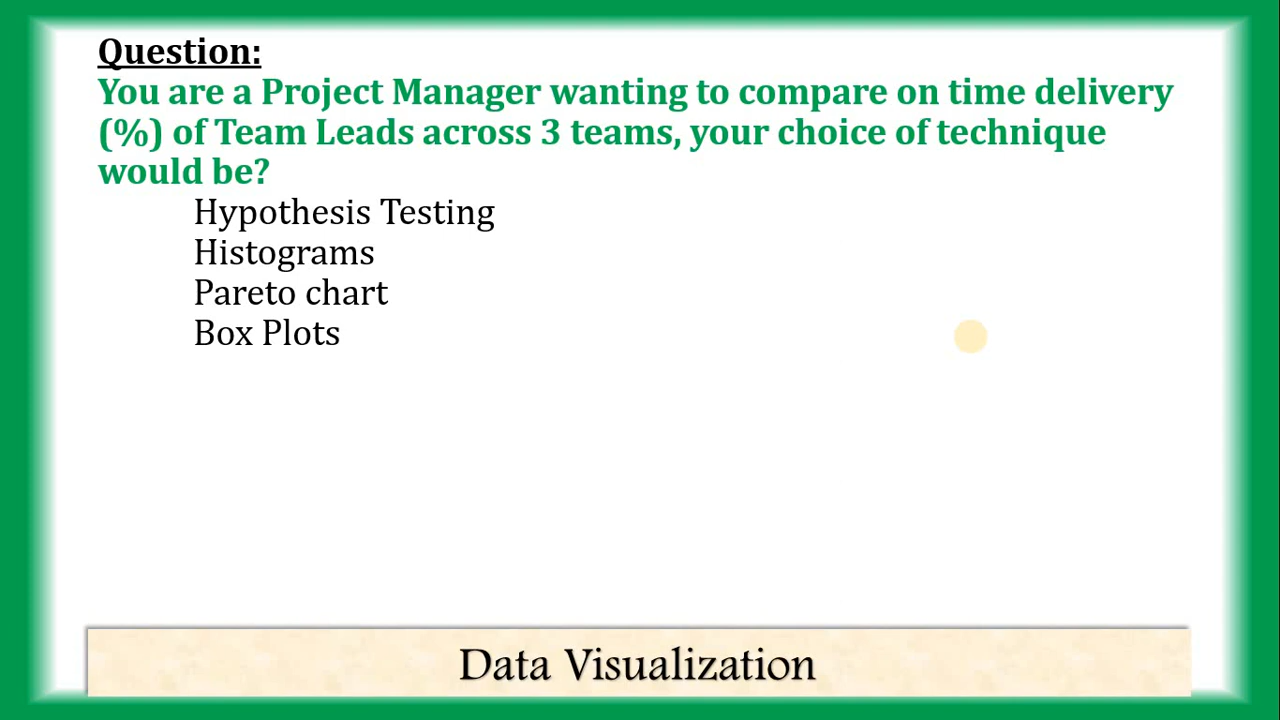 Question:
You are a Project Manager wanting to compare on time delivery
(%) of Team Leads across 3 teams, your choice of technique
would be?
Hypothesis Testing
Histograms
Pareto chart
Box Plots
Data Visualization